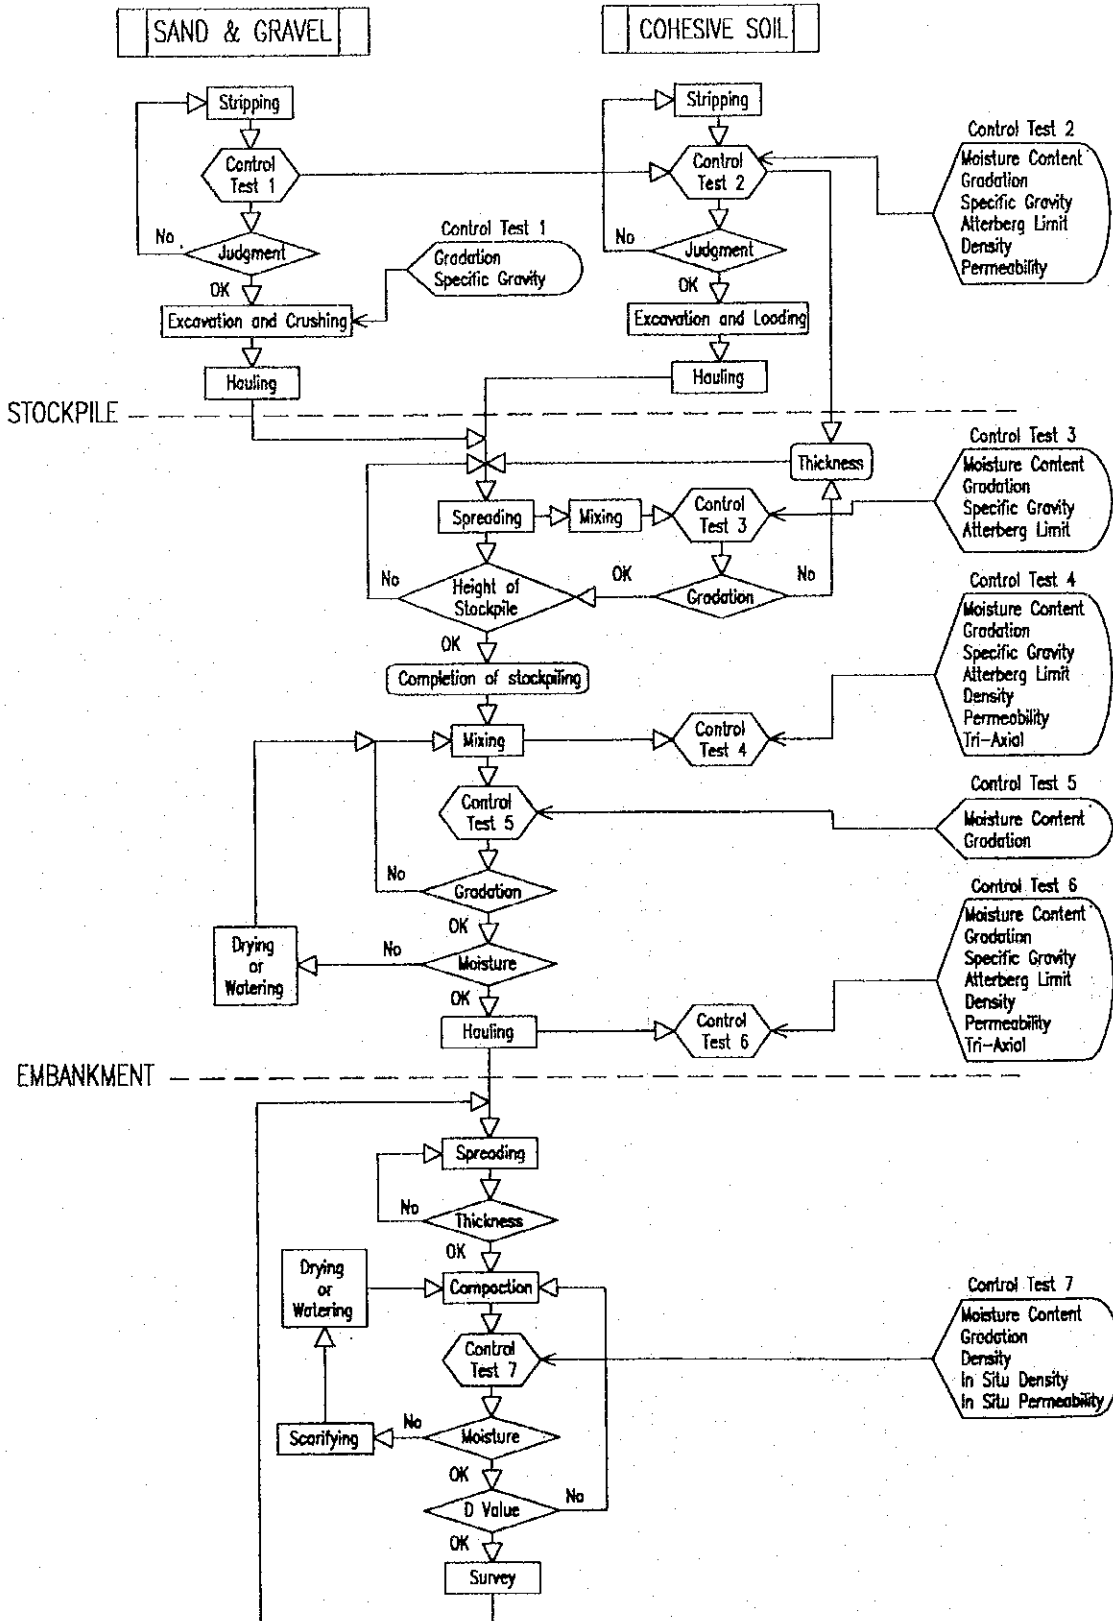 SAND & GRAVEL
COHESIVE SOIL
Stripping
Stripping
Control
Test 1
Control
Test 2
Control Test 2
Moisture Content
Gradation
Specific Gravity
Atterberg Limit
Density
Permeability
No
Judgment
OK
Control Test 1
Gradation
Specific Gravity
No
Judgment
OK
Excavation and Crushing
Excavation and Loading
Hauling
Hauling
STOCKPILE
Thickness
Control Test 3
Moisture Content
Gradation
Specific Gravity
Atterberg Limit
Spreading
Mixing
Control
Test 3
No
Height of
Stockpile
OK
Gradation
No
OK
Control Test 4
Moisture Content
Gradation
Specific Gravity
Atterberg Limit
Density
Permeability
Tri-Axial
Completion of stockpiling
Mixing
Control
Test 4
Control
Test 5
Control Test 5
Moisture Content
Gradation
No
Gradation
OK
Drying
or
Watering
No
Moisture
OK
Control Test 6
Moisture Content
Gradation
Specific Gravity
Atterberg Limit
Density
Permeability
Tri-Axial
Hauling
Control
Test 6
EMBANKMENT
Spreading
No
Thickness
OK
Drying
or
Watering
Compaction
Control
Test 7
Control Test 7
Moisture Content
Gradation
Density
In Situ Density
In Situ Permeability
Scarifying
No
Moisture
OK
D Value
No
OK
Survey